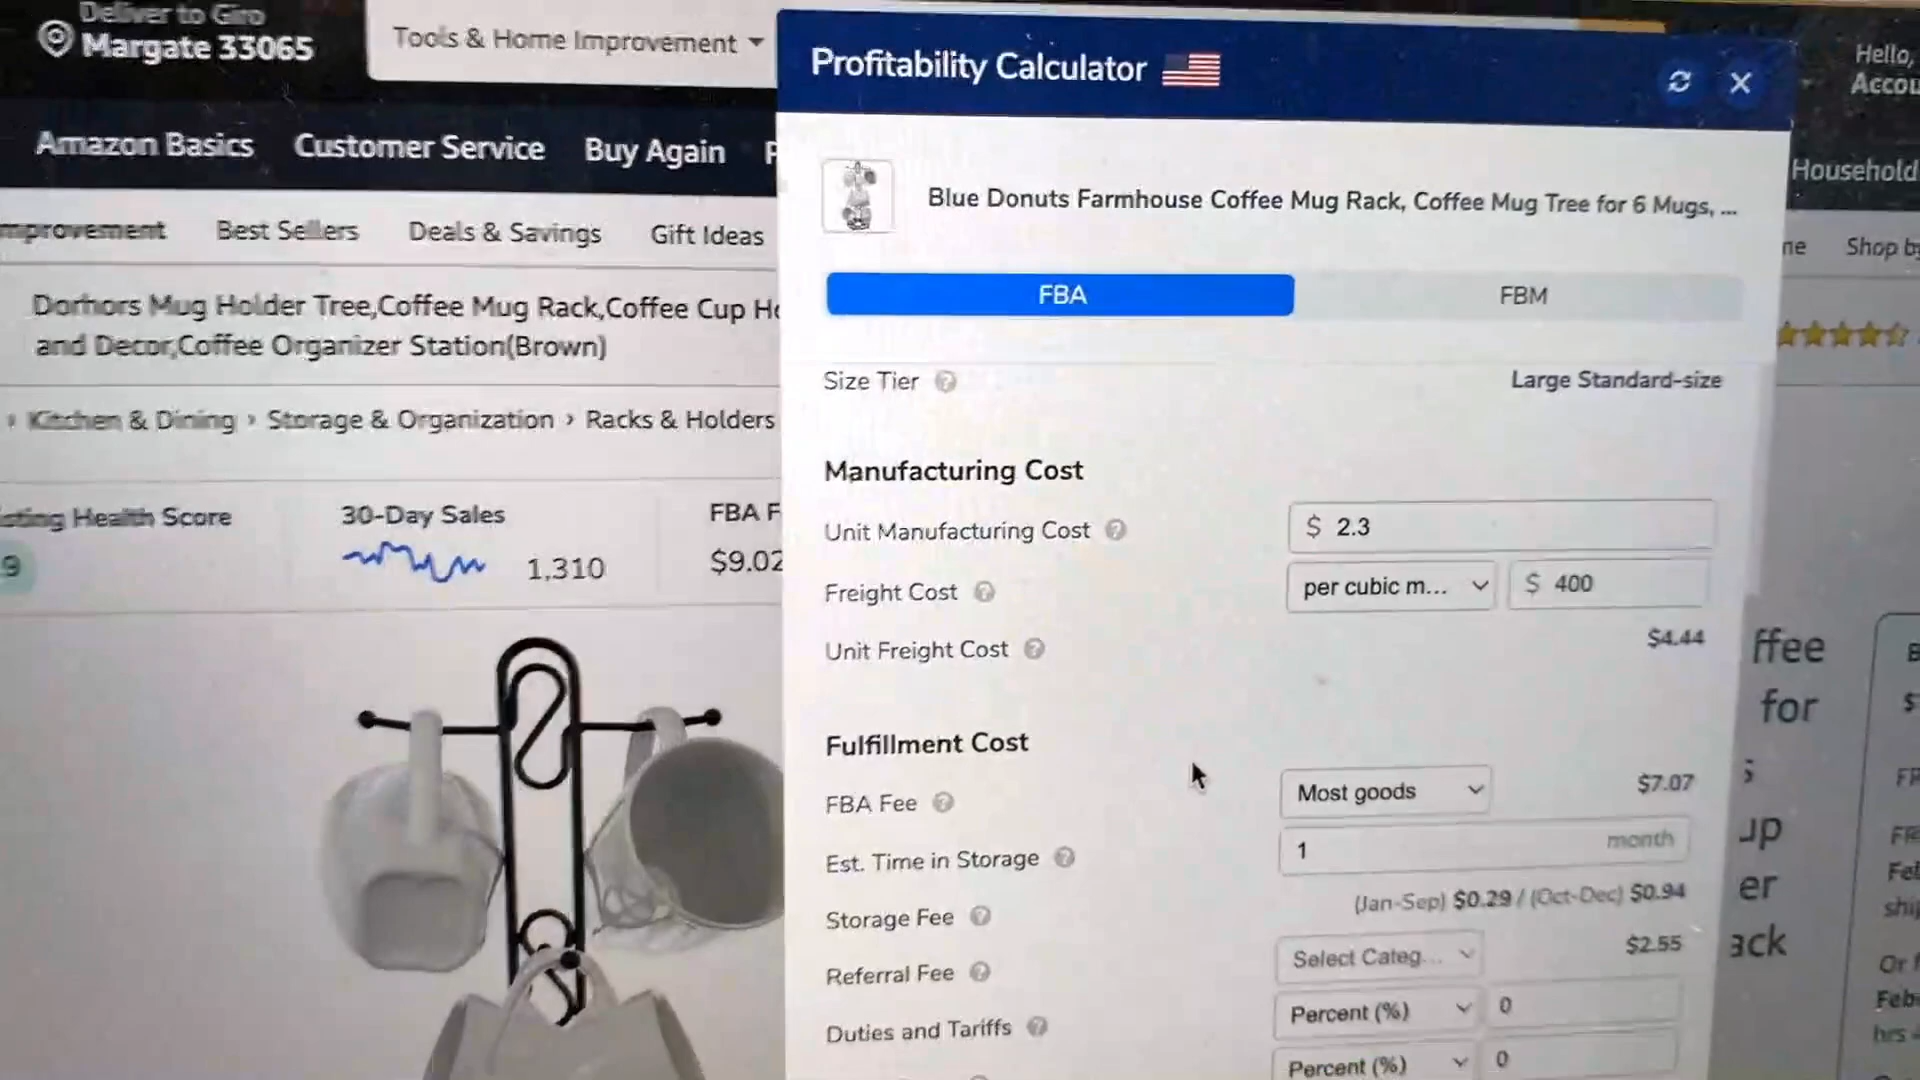 Deliver to Giro
Margate 33065
Tools & Home Improvement
Hello,
Amazon Basics
Customer Service
Buy Again
Household
Best Sellers
Deals & Savings
Gift Ideas
Shop by
Dorhors Mug Holder Tree,Coffee Mug Rack,Coffee Cup
and Decor,Coffee Organizer Station(Brown)
› Kitchen & Dining › Storage & Organization › Racks & Holders
Health Score
30-Day Sales
FBA F
9
1,310
$9.02
Profitability Calculator
Blue Donuts Farmhouse Coffee Mug Rack, Coffee Mug Tree for 6 Mugs, ...
FBA
FBM
Size Tier ?
Large Standard-size
Manufacturing Cost
Unit Manufacturing Cost ?
$ 2.3
Freight Cost ?
per cubic m...
$ 400
Unit Freight Cost ?
$4.44
Fulfillment Cost
FBA Fee ?
Most goods
$7.07
Est. Time in Storage ?
1
month
Storage Fee ?
(Jan-Sep) $0.29 / (Oct-Dec) $0.94
Referral Fee ?
Select Categ...
$2.55
Duties and Tariffs ?
Percent (%)
0
Percent (%)
0
ffee
for
s
up
er
ack
Or